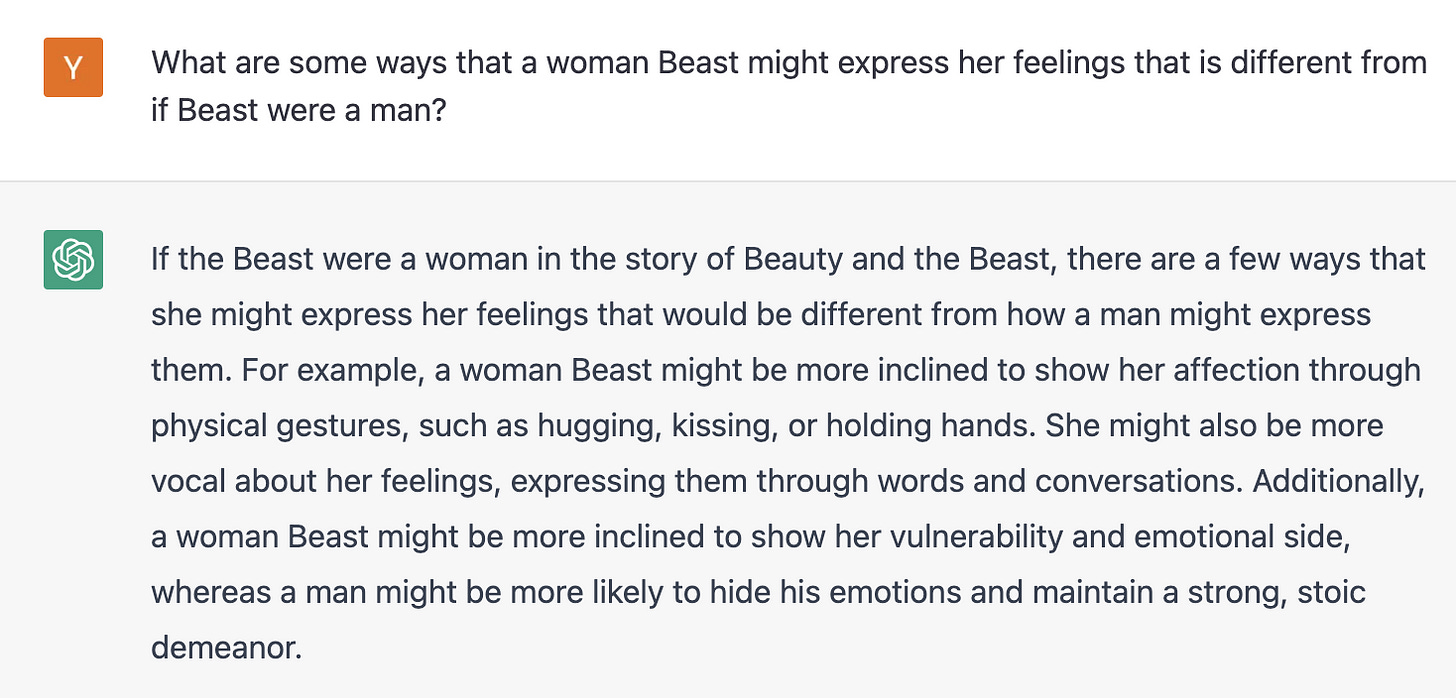 Y
What are some ways that a woman Beast might express her feelings that is different from
if Beast were a man?
If the Beast were a woman in the story of Beauty and the Beast, there are a few ways that
she might express her feelings that would be different from how a man might express
them. For example, a woman Beast might be more inclined to show her affection through
physical gestures, such as hugging, kissing, or holding hands. She might also be more
vocal about her feelings, expressing them through words and conversations. Additionally,
a woman Beast might be more inclined to show her vulnerability and emotional side,
whereas a man might be more likely to hide his emotions and maintain a strong, stoic
demeanor.